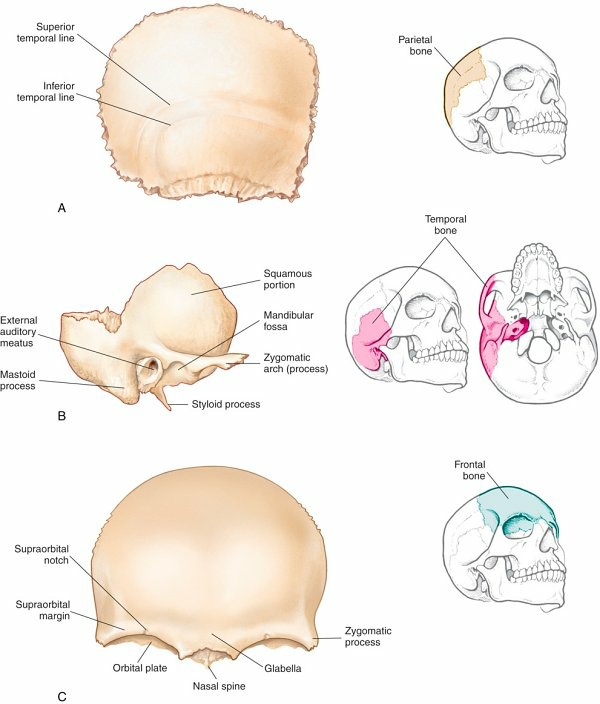 Superior
temporal line
Inferior
temporal line
Parietal
bone
A
Temporal
bone
Squamous
portion
Mandibular
fossa
External
auditory
meatus
Zygomatic
arch (process)
Mastoid
process
Styloid process
B
Frontal
bone
Supraorbital
notch
Supraorbital
margin
Zygomatic
process
Orbital plate
Glabella
Nasal spine
C